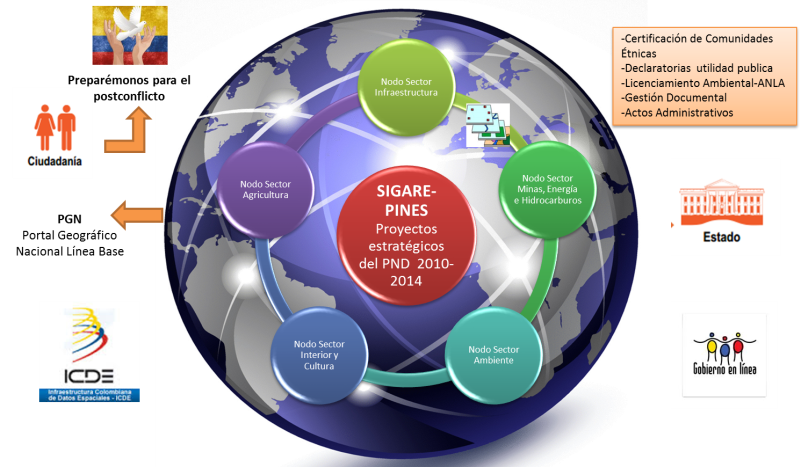 Preparémonos para el
postconflicto
Ciudadanía
PGN
Portal Geográfico
Nacional Línea Base
ICDE
Infraestructura Colombiana
de Datos Espaciales - ICDE
Nodo Sector
Infraestructura
Nodo Sector
Agricultura
SIGARE-
PINES
Proyectos
estratégicos
del PND 2010-
2014
Nodo Sector
Minas, Energía
e Hidrocarburos
Nodo Sector
Interior y
Cultura
Nodo Sector
Ambiente
-Certificación de Comunidades
Étnicas
-Declaratorias utilidad publica
-Licenciamiento Ambiental-ANLA
-Gestión Documental
-Actos Administrativos
Estado
Gobierno en línea